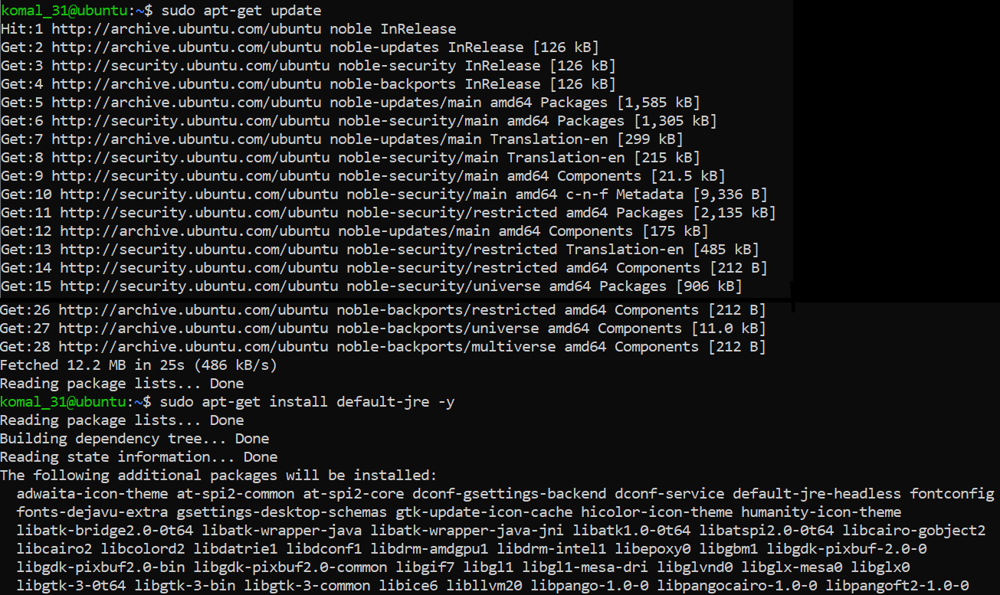 komal_31@ubuntu:~$ sudo apt-get update
Hit:1 http://archive.ubuntu.com/ubuntu noble InRelease
Get:2 http://archive.ubuntu.com/ubuntu noble-updates InRelease [126 kB]
Get:3 http://security.ubuntu.com/ubuntu noble-security InRelease [126 kB]
Get:4 http://archive.ubuntu.com/ubuntu noble-backports InRelease [126 kB]
Get:5 http://archive.ubuntu.com/ubuntu noble-updates/main amd64 Packages [1,585 kB]
Get:6 http://security.ubuntu.com/ubuntu noble-security/main amd64 Packages [1,305 kB]
Get:7 http://archive.ubuntu.com/ubuntu noble-updates/main Translation-en [299 kB]
Get:8 http://security.ubuntu.com/ubuntu noble-security/main Translation-en [215 kB]
Get:9 http://security.ubuntu.com/ubuntu noble-security/main amd64 Components [21.5 kB]
Get:10 http://security.ubuntu.com/ubuntu noble-security/main amd64 c-n-f Metadata [9,336 B]
Get:11 http://security.ubuntu.com/ubuntu noble-security/restricted amd64 Packages [2,135 kB]
Get:12 http://archive.ubuntu.com/ubuntu noble-updates/main amd64 Components [175 kB]
Get:13 http://security.ubuntu.com/ubuntu noble-security/restricted Translation-en [485 kB]
Get:14 http://security.ubuntu.com/ubuntu noble-security/restricted amd64 Components [212 B]
Get:15 http://security.ubuntu.com/ubuntu noble-security/universe amd64 Packages [906 kB]
Get:26 http://archive.ubuntu.com/ubuntu noble-backports/restricted amd64 Components [212 B]
Get:27 http://archive.ubuntu.com/ubuntu noble-backports/universe amd64 Components [11.0 kB]
Get:28 http://archive.ubuntu.com/ubuntu noble-backports/multiverse amd64 Components [212 B]
Fetched 12.2 MB in 25s (486 kB/s)
Reading package lists... Done
komal_31@ubuntu:~$ sudo apt-get install default-jre -y
Reading package lists... Done
Building dependency tree... Done
Reading state information... Done
The following additional packages will be installed:
  adwaita-icon-theme at-spi2-common at-spi2-core dconf-gsettings-backend dconf-service default-jre-headless fontconfig
  fonts-dejavu-extra gsettings-desktop-schemas gtk-update-icon-cache hicolor-icon-theme humanity-icon-theme
  libatk-bridge2.0-0t64 libatk-wrapper-java libatk-wrapper-java-jni libatk1.0-0t64 libatspi2.0-0t64 libcairo-gobject2
  libcairo2 libcolord2 libdatrie1 libdconf1 libdrm-amdgpu1 libdrm-intel1 libepoxy0 libgbm1 libgdk-pixbuf-2.0-0
  libgdk-pixbuf2.0-bin libgdk-pixbuf2.0-common libgif7 libgl1 libgl1-mesa-dri libglvnd0 libglx-mesa0 libglx0
  libgtk-3-0t64 libgtk-3-bin libgtk-3-common libice6 libllvm20 libpango-1.0-0 libpangocairo-1.0-0 libpangoft2-1.0-0